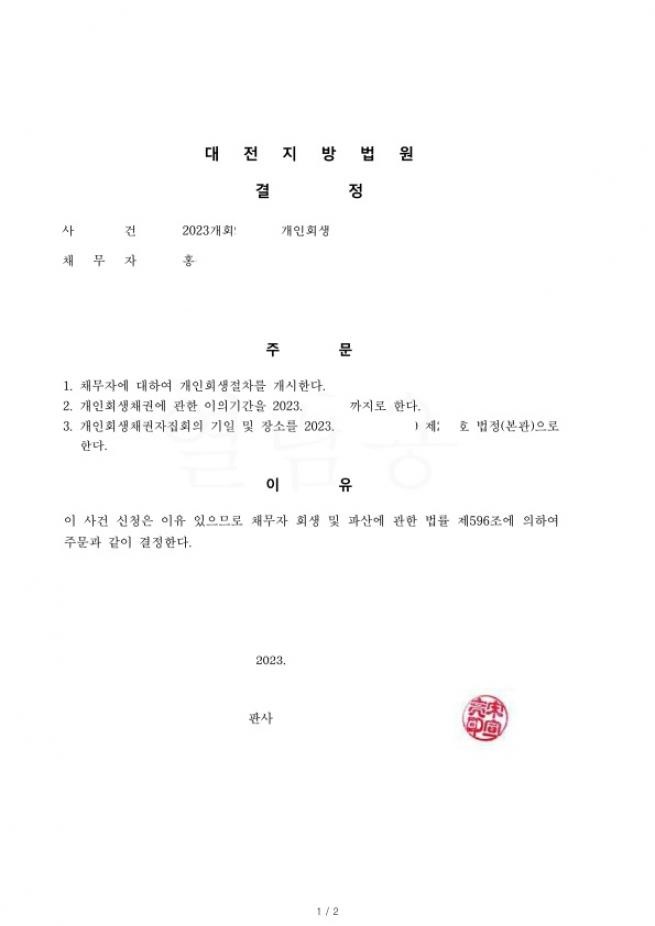 대 전 지 방 법 원
결 정
사 건 2023개회 개인회생
채 무 자 홍
주 문
1. 채무자에 대하여 개인회생절차를 개시한다.
2. 개인회생채권에 관한 이의기간을 2023. 까지로 한다.
3. 개인회생채권자집회의 기일 및 장소를 2023. ) 제 호 법정(본관)으로
한다.
이 유
이 사건 신청은 이유 있으므로 채무자 회생 및 파산에 관한 법률 제596조에 의하여
주문과 같이 결정한다.
2023.
판사
1 / 2